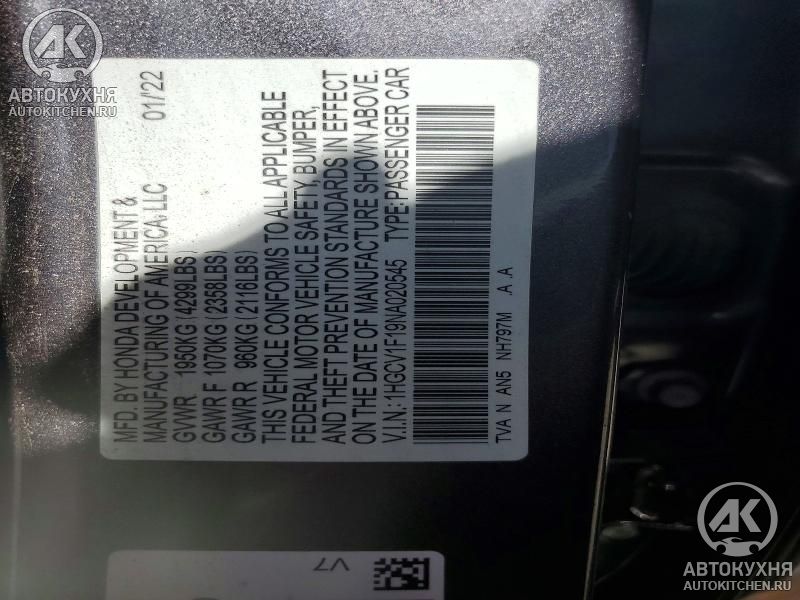 AK
АВТОКУХНЯ
AUTOKITCHEN.RU
MFD. BY HONDA DEVELOPMENT &
MANUFACTURING OF AMERICA, LLC 01/'22
GVWR 1950KG (4299LBS)
GAWR F 1070KG (2358LBS)
GAWR R 960KG (2116LBS)
THIS VEHICLE CONFORMS TO ALL APPLICABLE
FEDERAL MOTOR VEHICLE SAFETY, BUMPER,
AND THEFT PREVENTION STANDARDS IN EFFECT
ON THE DATE OF MANUFACTURE SHOWN ABOVE.
V.I.N.: 1HGCV1F19NA020545 TYPE:PASSENGER CAR
TVA N AN5 NH797M .A .A
V7
AK
АВТОКУХНЯ
AUTOKITCHEN.RU